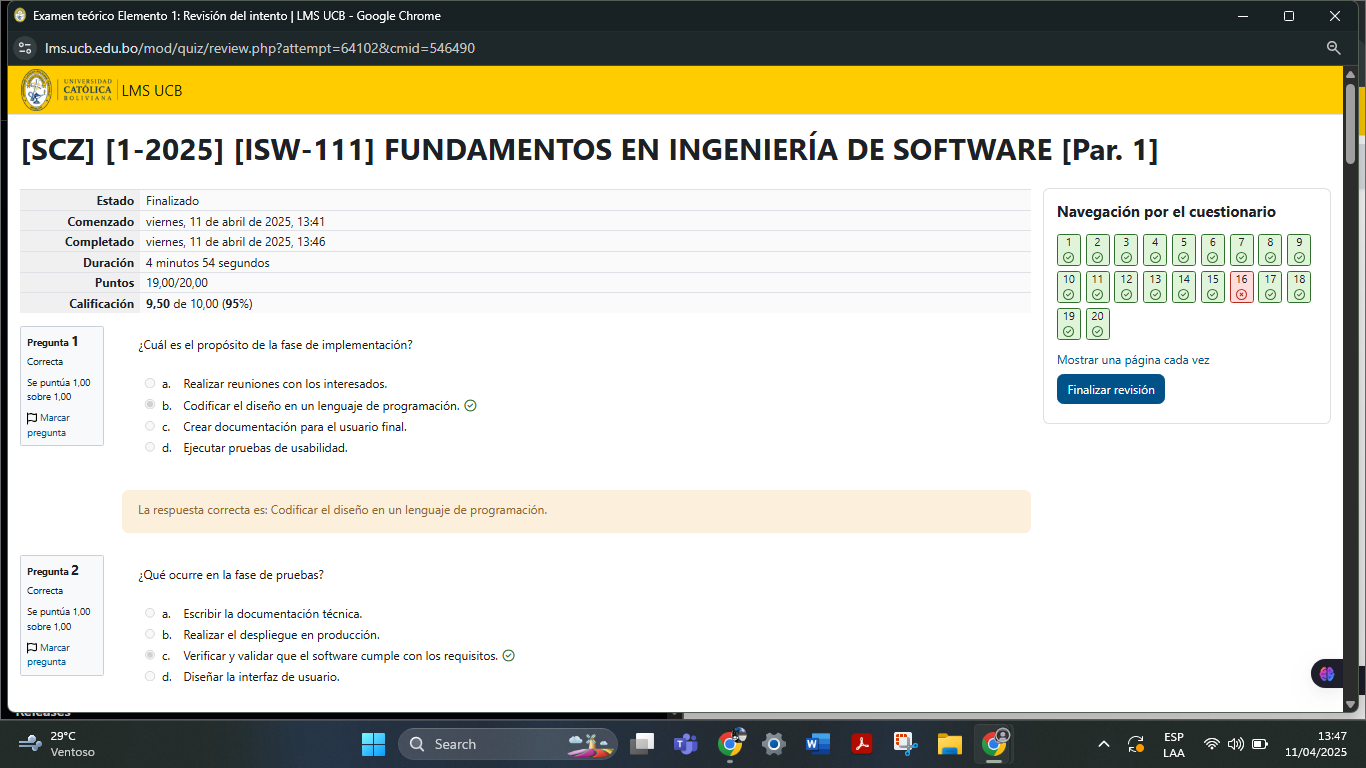 Examen teórico Elemento 1: Revisión del intento | LMS UCB - Google Chrome
lms.ucb.edu.bo/mod/quiz/review.php?attempt=64102&cmid=546490
UNIVERSIDAD
CATÓLICA
BOLIVIANA
LMS UCB
[SCZ] [1-2025] [ISW-111] FUNDAMENTOS EN INGENIERÍA DE SOFTWARE [Par. 1]
Estado Finalizado
Comenzado viernes, 11 de abril de 2025, 13:41
Completado viernes, 11 de abril de 2025, 13:46
Duración 4 minutos 54 segundos
Puntos 19,00/20,00
Calificación 9,50 de 10,00 (95%)
Navegación por el cuestionario
1 2 3 4 5 6 7 8 9
10 11 12 13 14 15 16 17 18
19 20
Mostrar una página cada vez
Finalizar revisión
Pregunta 1
Correcta
Se puntúa 1,00
sobre 1,00
Marcar
pregunta
¿Cuál es el propósito de la fase de implementación?
a. Realizar reuniones con los interesados.
b. Codificar el diseño en un lenguaje de programación.
c. Crear documentación para el usuario final.
d. Ejecutar pruebas de usabilidad.
La respuesta correcta es: Codificar el diseño en un lenguaje de programación.
Pregunta 2
Correcta
Se puntúa 1,00
sobre 1,00
Marcar
pregunta
¿Qué ocurre en la fase de pruebas?
a. Escribir la documentación técnica.
b. Realizar el despliegue en producción.
c. Verificar y validar que el software cumple con los requisitos.
d. Diseñar la interfaz de usuario.
Releases
29°C
Ventoso
Search
ESP
LAA
13:47
11/04/2025